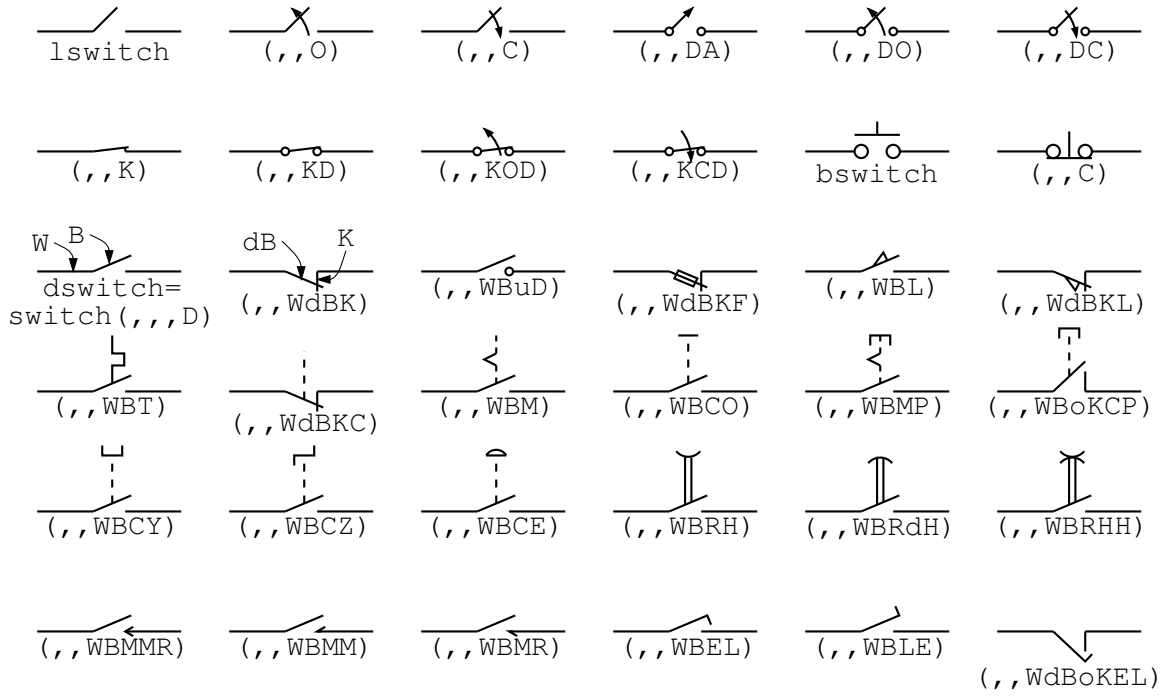 lswitch
(,,O)
(,,C)
(,,DA)
(,,DO)
(,,DC)
(,,K)
(,,KD)
(,,KOD)
(,,KCD)
bswitch
(,,C)
W
B
dswitch=
switch(,,,D)
dB
K
(,,WdBK)
(,,WBuD)
(,,WdBKF)
(,,WBL)
(,,WdBKL)
(,,WBT)
(,,WdBKC)
(,,WBM)
(,,WBCO)
(,,WBMP)
(,,WBoKCP)
(,,WBCY)
(,,WBCZ)
(,,WBCE)
(,,WBRH)
(,,WBRdH)
(,,WBRHH)
(,,WBMMR)
(,,WBMM)
(,,WBMR)
(,,WBEL)
(,,WBLE)
(,,WdBoKEL)